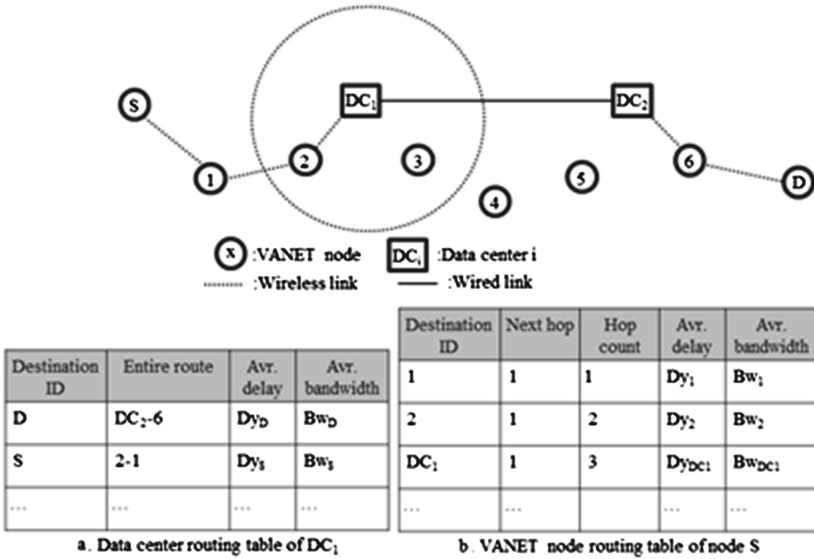 S
DC1
DC2
1
2
3
4
5
6
D
x :VANET node
DCi :Data center i
:Wireless link
:Wired link
Destination ID Entire route Avr. delay Avr. bandwidth
D DC2-6 DyD BwD
S 2-1 DyS BwS
... ... ... ...
a. Data center routing table of DC1
Destination ID Next hop Hop count Avr. delay Avr. bandwidth
1 1 1 Dy1 Bw1
2 1 2 Dy2 Bw2
DC1 1 3 DyDC1 BwDC1
... ... ... ...
b. VANET node routing table of node S